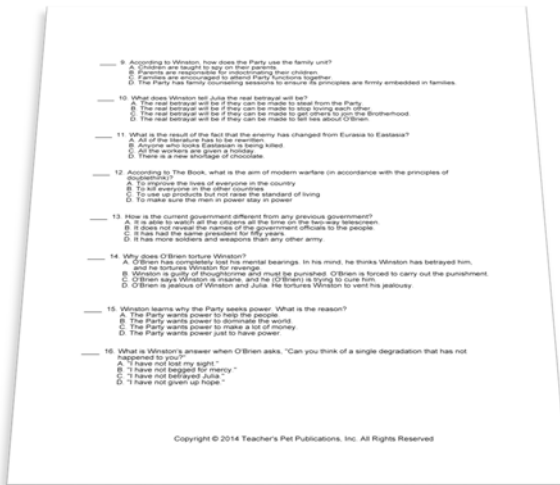 ____ 9. According to Winston, how does the Party use the family unit?
A. Children are taught to spy on their parents.
B. Parents are responsible for indoctrinating their children.
C. Families are encouraged to attend Party functions together.
D. The Party has family counseling sessions to ensure its principles are firmly embedded in families.
____ 10. What does Winston tell Julia the real betrayal will be?
A. The real betrayal will be if they can be made to steal from the Party.
B. The real betrayal will be if they can be made to stop loving each other.
C. The real betrayal will be if they can be made to get others to join the Brotherhood.
D. The real betrayal will be if they can be made to tell lies about O'Brien.
____ 11. What is the result of the fact that the enemy has changed from Eurasia to Eastasia?
A. All of the literature has to be rewritten.
B. Anyone who looks Eastasian is being killed.
C. All the workers are given a holiday.
D. There is a new shortage of chocolate.
____ 12. According to The Book, what is the aim of modern warfare (in accordance with the principles of
doublethink)?
A. To improve the lives of everyone in the country
B. To kill everyone in the other countries
C. To use up products but not raise the standard of living
D. To make sure the men in power stay in power
____ 13. How is the current government different from any previous government?
A. It is able to watch all the citizens all the time on the two-way telescreen.
B. It does not reveal the names of the government officials to the people.
C. It has had the same president for fifty years.
D. It has more soldiers and weapons than any other army.
____ 14. Why does O'Brien torture Winston?
A. O'Brien has completely lost his mental bearings. In his mind, he thinks Winston has betrayed him,
and he tortures Winston for revenge.
B. Winston is guilty of thoughtcrime and must be punished. O'Brien is forced to carry out the punishment.
C. O'Brien says Winston is insane, and he (O'Brien) is trying to cure him.
D. O'Brien is jealous of Winston and Julia. He tortures Winston to vent his jealousy.
____ 15. Winston learns why the Party seeks power. What is the reason?
A. The Party wants power to help the people.
B. The Party wants power to dominate the world.
C. The Party wants power to make a lot of money.
D. The Party wants power just to have power.
____ 16. What is Winston's answer when O'Brien asks, "Can you think of a single degradation that has not
happened to you?"
A. "I have not lost my sight."
B. "I have not begged for mercy."
C. "I have not betrayed Julia."
D. "I have not given up hope."
Copyright © 2014 Teacher's Pet Publications, Inc. All Rights Reserved